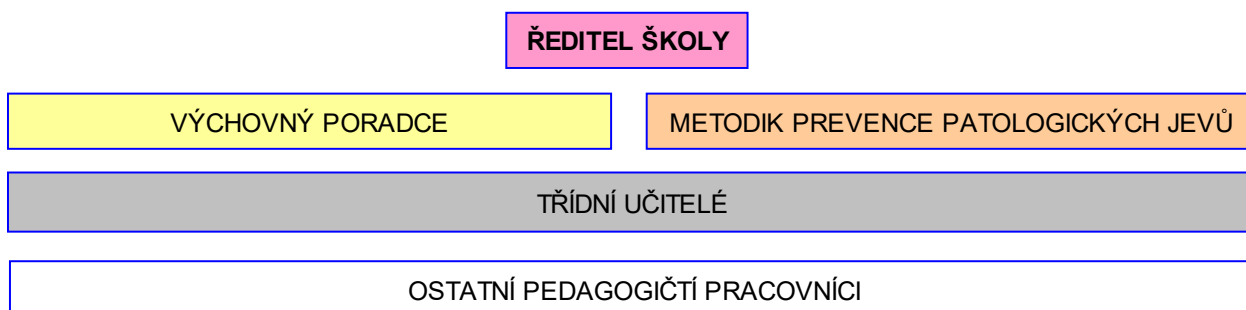 ŘEDITEL ŠKOLY
VÝCHOVNÝ PORADCE
METODIK PREVENCE PATOLOGICKÝCH JEVŮ
TŘÍDNÍ UČITELÉ
OSTATNÍ PEDAGOGIČTÍ PRACOVNÍCI